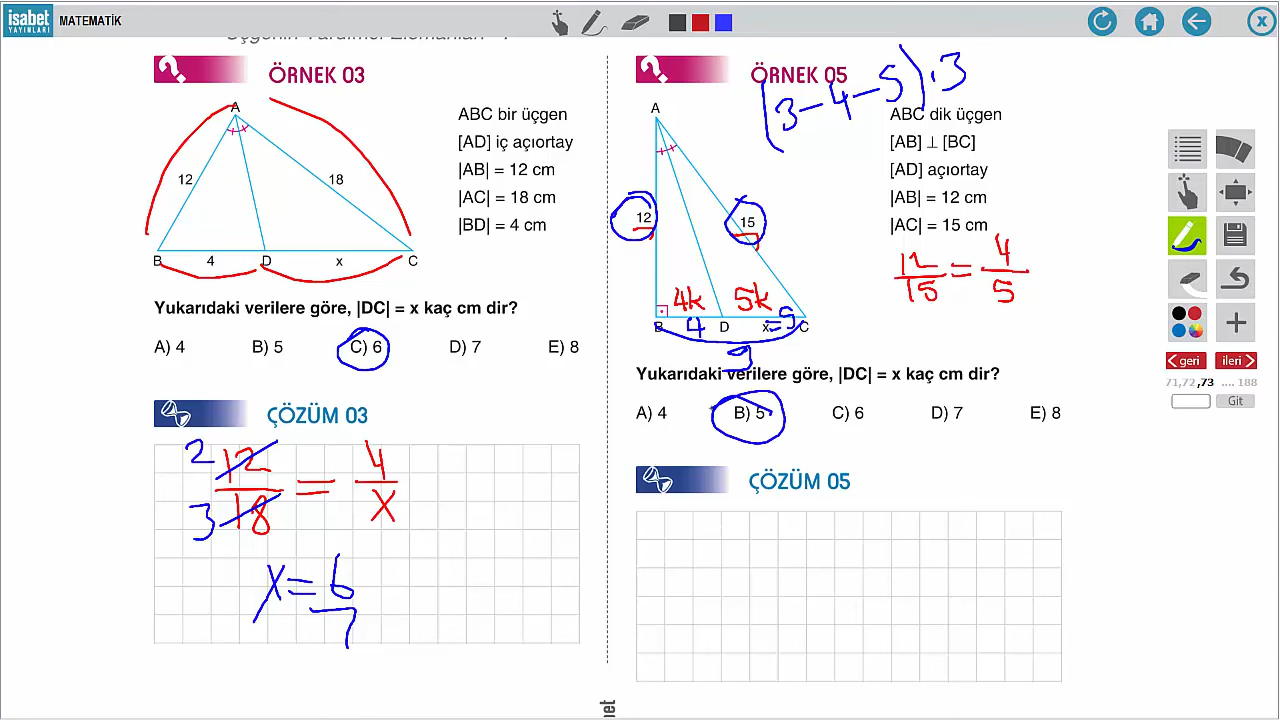 isabet
YAYINLARI
MATEMATİK
Üçgenin Yardımcı Elemanları
?
ÖRNEK 03
A
12
18
B
4
D
x
C
ABC bir üçgen
[AD] iç açıortay
|AB| = 12 cm
|AC| = 18 cm
|BD| = 4 cm
Yukarıdaki verilere göre, |DC| = x kaç cm dir?
A) 4 B) 5 C) 6 D) 7 E) 8
ÇÖZÜM 03
2 12
3 18
= 4
x
x = 6
?
ÖRNEK 05
(3-4-5).3
A
12
15
4k 5k
B 4 D x=5 C
9
ABC dik üçgen
[AB] ⊥ [BC]
[AD] açıortay
|AB| = 12 cm
|AC| = 15 cm
12/15 = 4/5
Yukarıdaki verilere göre, |DC| = x kaç cm dir?
A) 4 B) 5 C) 6 D) 7 E) 8
ÇÖZÜM 05
geri ileri
71,72,73 .... 188
Git
net